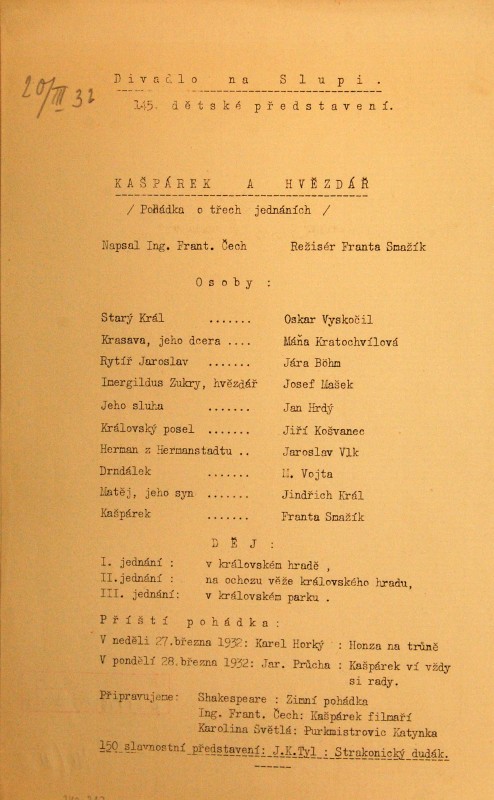 20/III 32
Divadlo na Slupi.
145. dětské představení.
KAŠPÁREK A HVĚZDÁŘ
/ Pohádka o třech jednáních /
Napsal Ing. Frant. Čech Režisér Franta Smažík
Osoby:
Starý Král ....... Oskar Vyskočil
Krasava, jeho dcera .... Máňa Kratochvílová
Rytíř Jaroslav ....... Jára Böhm
Imergildus Zukry, hvězdář Josef Mašek
Jeho sluha ....... Jan Hrdý
Královský posel ....... Jiří Košvanec
Herman z Hermanstadtu .. Jaroslav Vlk
Drndálek ....... M. Vojta
Matěj, jeho syn ....... Jindřich Král
Kašpárek ....... Franta Smažík
DĚJ:
I. jednání : v královském hradě ,
II.jednání : na ochozu věže královského hradu,
III. jednání: v královském parku .
Příští pohádka:
V neděli 27.března 1932: Karel Horký : Honza na trůně
V pondělí 28.března 1932: Jar. Průcha : Kašpárek ví vždy
si rady.
Připravujeme: Shakespeare : Zimní pohádka
Ing. Frant. Čech: Kašpárek filmaří
Karolina Světlá: Purkmistrovic Katynka
150 slavnostní představení: J.K.Tyl : Strakonický dudák.